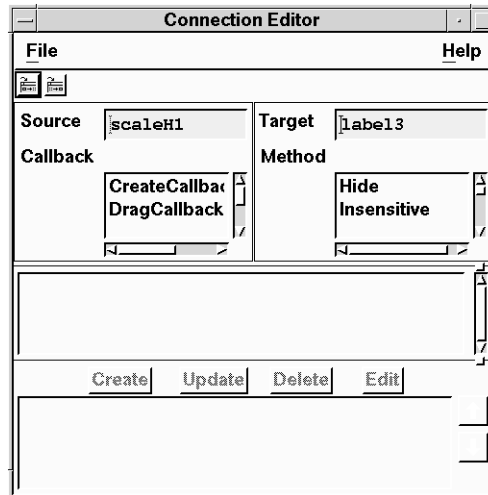 Connection Editor
File Help
Source scaleH1 Target label3
Callback Method
CreateCallbac Hide
DragCallback Insensitive
Create Update Delete Edit